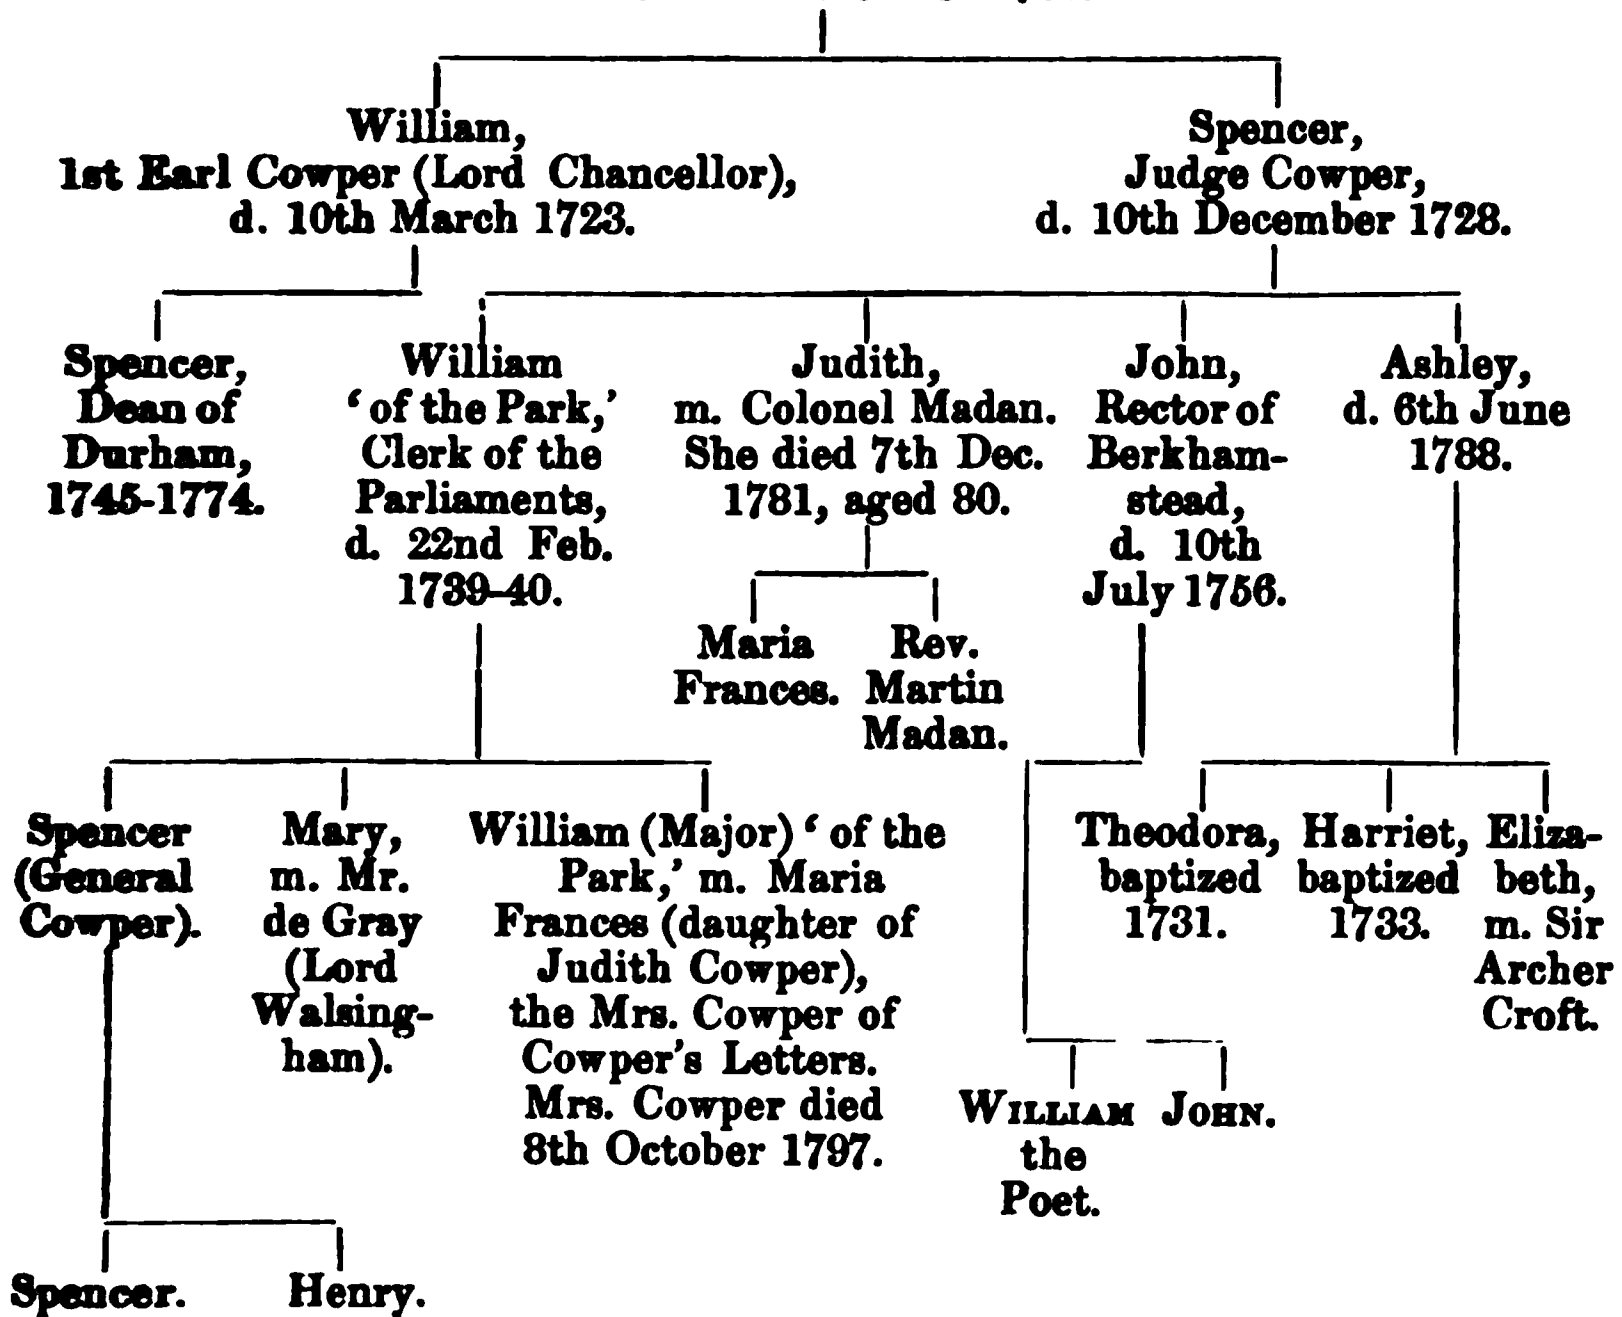 William,
1st Earl Cowper (Lord Chancellor),
d. 10th March 1723.
Spencer,
Judge Cowper,
d. 10th December 1728.
Spencer,
Dean of
Durham,
1745-1774.
William
‘ of the Park,’
Clerk of the
Parliaments,
d. 22nd Feb.
1739-40.
Judith,
m. Colonel Madan.
She died 7th Dec.
1781, aged 80.
John,
Rector of
Berkham-
stead,
d. 10th
July 1756.
Ashley,
d. 6th June
1788.
Maria
Frances.
Rev.
Martin
Madan.
Spencer
(General
Cowper).
Mary,
m. Mr.
de Gray
(Lord
Walsing-
ham).
William (Major) ‘ of the
Park,’ m. Maria
Frances (daughter of
Judith Cowper),
the Mrs. Cowper of
Cowper's Letters.
Mrs. Cowper died
8th October 1797.
Theodora,
baptized
1731.
Harriet,
baptized
1733.
Eliza-
beth,
m. Sir
Archer
Croft.
WILLIAM
the
Poet.
JOHN.
Spencer.
Henry.